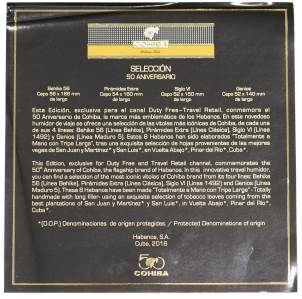 COHIBA
SELECCIÓN
50 ANIVERSARIO
Behike 56
Cepo 56 x 166 mm
de largo
Pirámides Extra
Cepo 54 x 160 mm
de largo
Siglo VI
Cepo 52 x 150 mm
de largo
Genios
Cepo 52 x 140 mm
de largo
Esta Edición, exclusiva para el canal Duty Free-Travel Retail, conmemora el
50 Aniversario de Cohiba, la marca más emblemática de los Habanos. En este novedoso
humidor de viaje se ofrece una selección de las vitolas más icónicas de Cohiba, de cada una
de sus 4 líneas: Behike 56 (Línea Behike), Pirámides Extra (Línea Clásica), Siglo VI (Línea
1492) y Genios (Línea Maduro 5). Estos 8 Habanos han sido elaborados "Totalmente a
Mano con Tripa Larga", tras una exquisita selección de hojas provenientes de las mejores
vegas de San Juan y Martínez* y San Luis*, en Vuelta Abajo*, Pinar del Río*, Cuba*.
This Edition, exclusive for Duty Free and Travel Retail channel, commemorates the
50th Anniversary of Cohiba, the flagship brand of Habanos. In this innovative travel humidor,
you can find a selection of the most iconic vitolas of Cohiba brand from its four lines: Behike
56 (Línea Behike), Pirámides Extra (Línea Clásica), Siglo VI (Línea 1492) and Genios (Línea
Maduro 5). These 8 Habanos have been made "Totalmente a Mano con Tripa Larga" -Totally
handmade with long filler- using an exquisite selection of tobacco leaves coming from the
best plantations of San Juan y Martínez* y San Luis*, in Vuelta Abajo*, Pinar del Río*,
Cuba*.
*(D.O.P.) Denominaciones de origen protegidas. / Protected Denominations of origin
Habanos, S.A.
Cuba, 2016
50
COHIBA